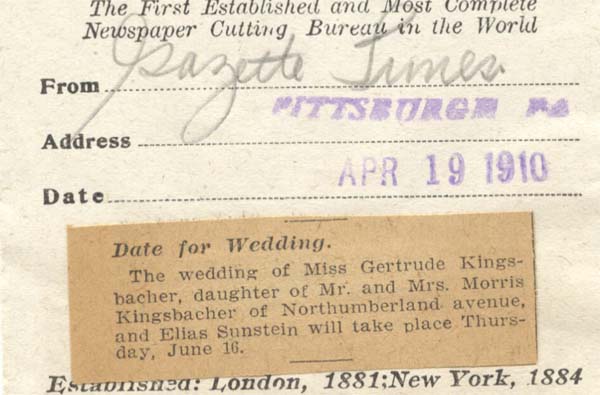 The First Established and Most Complete
Newspaper Cutting Bureau in the World
From Gazette Times.
Address PITTSBURGH PA
Date APR 19 1910
Date for Wedding.
The wedding of Miss Gertrude Kings-
bacher, daughter of Mr. and Mrs. Morris
Kingsbacher of Northumberland avenue,
and Elias Sunstein will take place Thurs-
day, June 16.
Established: London, 1881; New York, 1884